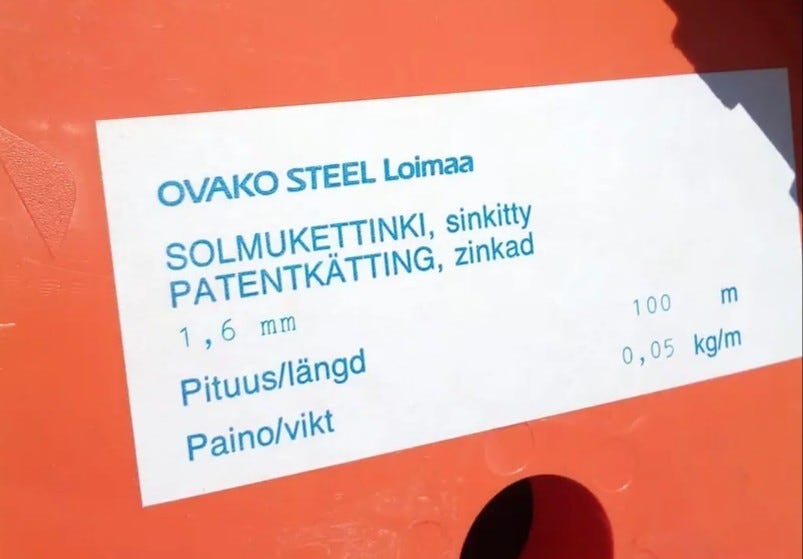 OVAKO STEEL Loimaa
SOLMUKETTINKI, sinkitty
PATENTKÄTTING, zinkad
1,6 mm
Pituus/längd 100 m
Paino/vikt 0,05 kg/m